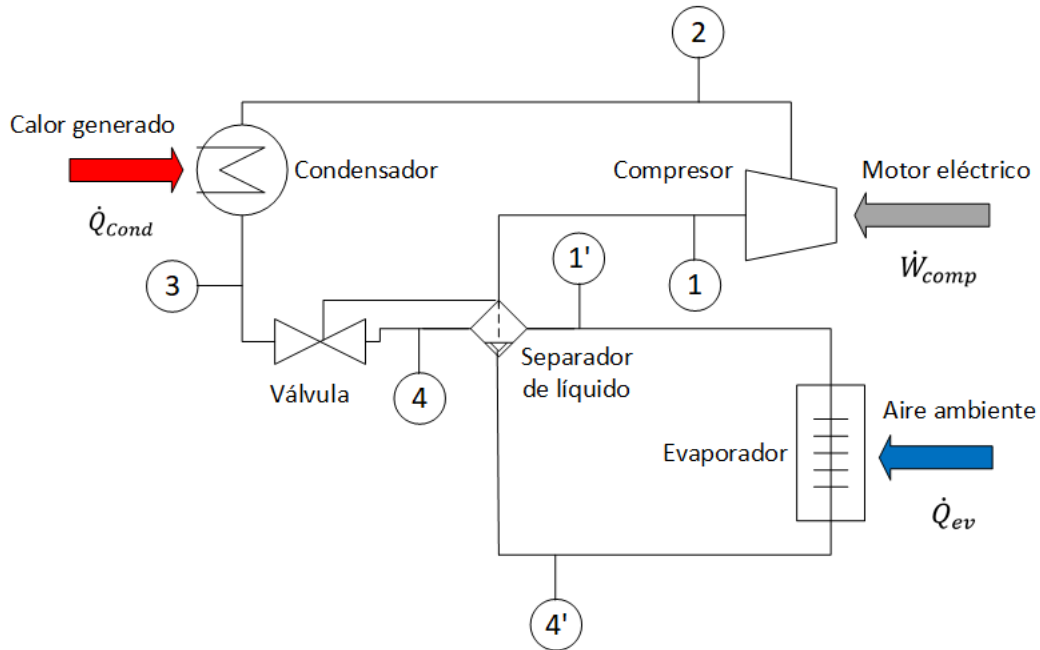 2
Calor generado
Condensador
Compresor
Motor eléctrico
Q̇Cond
1'
1
Ẇcomp
3
Separador
de líquido
Válvula
4
Aire ambiente
Evaporador
Q̇ev
4'